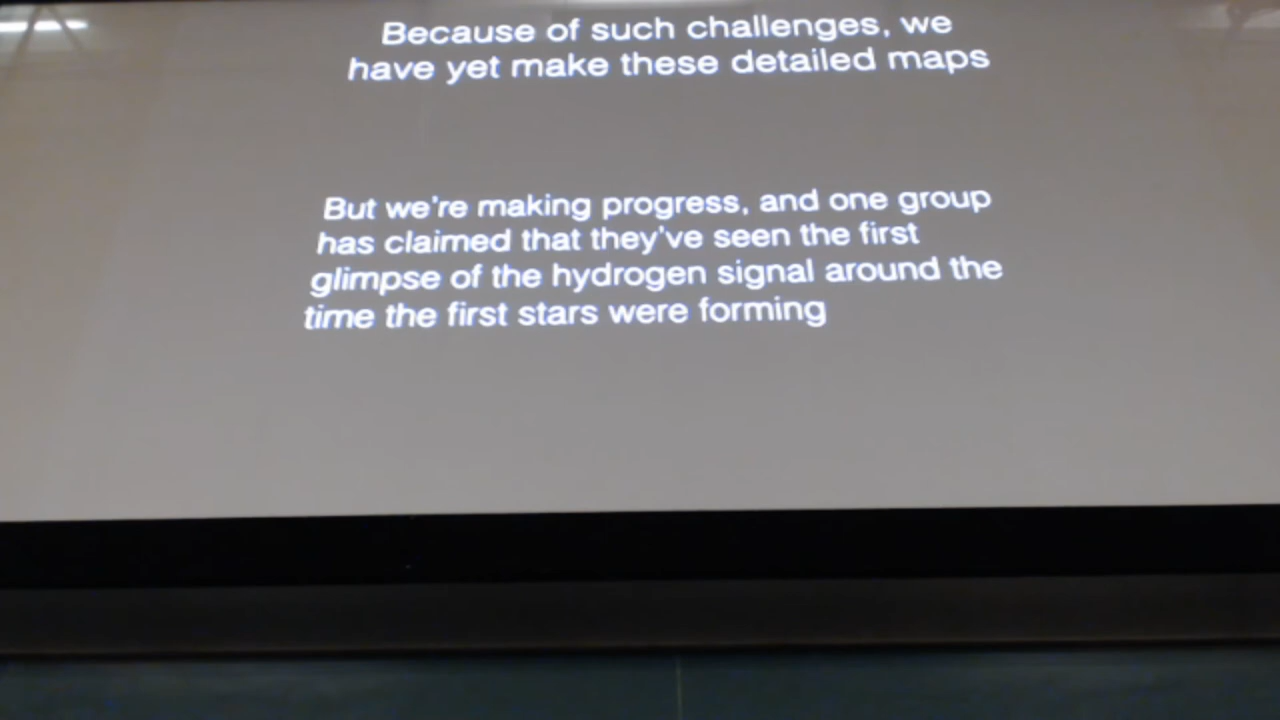 Because of such challenges, we
have yet make these detailed maps
But we're making progress, and one group
has claimed that they've seen the first
glimpse of the hydrogen signal around the
time the first stars were forming